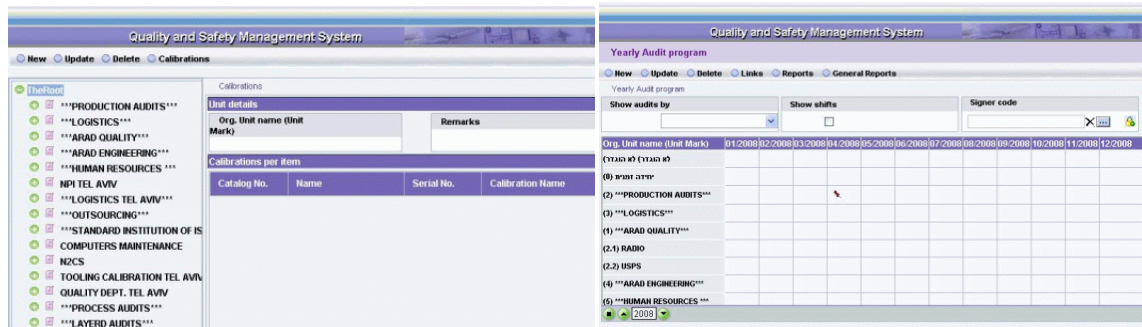 Quality and Safety Management System
New Update Delete Calibrations
TheRoot
***PRODUCTION AUDITS***
***LOGISTICS***
***ARAD QUALITY***
***ARAD ENGINEERING***
***HUMAN RESOURCES ***
NPI TEL AVIV
***LOGISTICS TEL AVIV***
***OUTSOURCING***
***STANDARD INSTITUTION OF IS
COMPUTERS MAINTENANCE
N2CS
TOOLING CALIBRATION TEL AVIV
QUALITY DEPT. TEL AVIV
***PROCESS AUDITS***
***LAYERD AUDITS***
Calibrations
Unit details
Org. Unit name (Unit Mark)
Remarks
Calibrations per item
Catalog No. Name Serial No. Calibration Name
Quality and Safety Management System
Yearly Audit program
New Update Delete Links Reports General Reports
Yearly Audit program
Show audits by Show shifts Signer code
Org. Unit name (Unit Mark) 01/2008 02/2008 03/2008 04/2008 05/2008 06/2008 07/2008 08/2008 09/2008 10/2008 11/2008 12/2008
לא הוגדר (לא הוגדר)
יחידה זמנית (0)
(2) ***PRODUCTION AUDITS***
(3) ***LOGISTICS***
(1) ***ARAD QUALITY***
(2.1) RADIO
(2.2) USPS
(4) ***ARAD ENGINEERING***
(5) ***HUMAN RESOURCES ***
2008